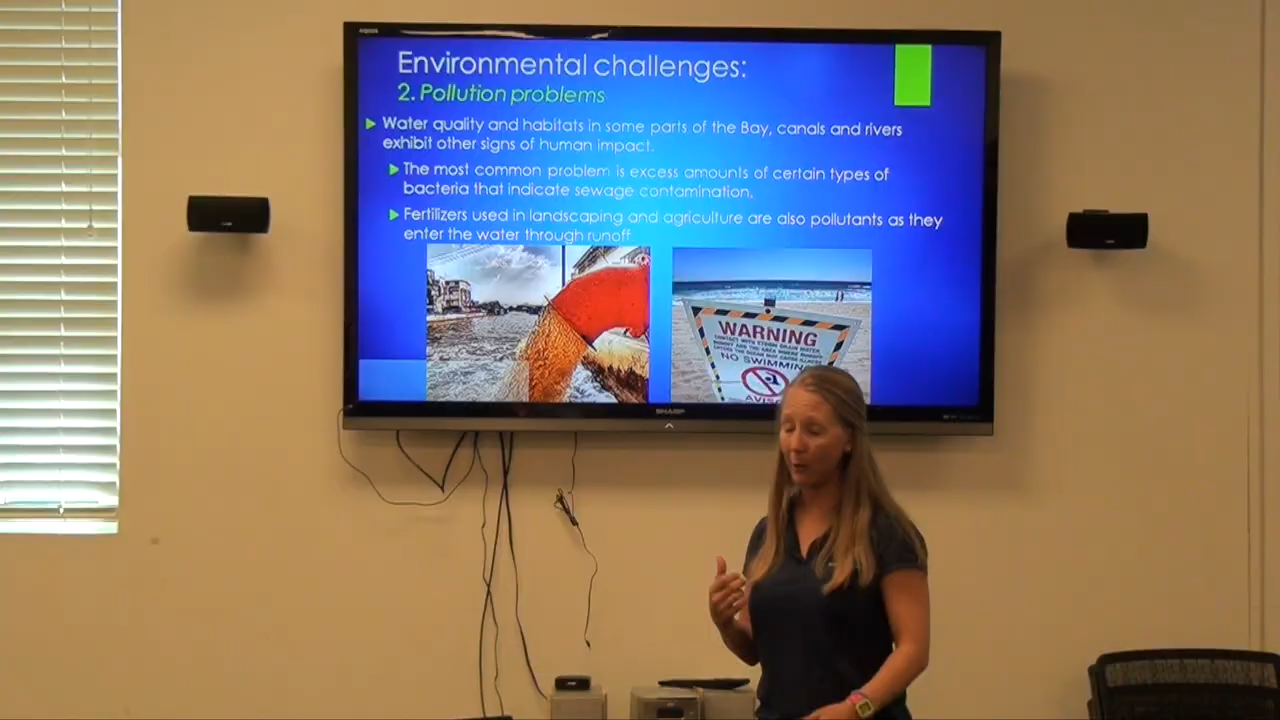 Environmental challenges:
2. Pollution problems
Water quality and habitats in some parts of the Bay, canals and rivers
exhibit other signs of human impact.
The most common problem is excess amounts of certain types of
bacteria that indicate sewage contamination.
Fertilizers used in landscaping and agriculture are also pollutants as they
enter the water through runoff
WARNING
NO SWIMMIN
AVIS
SHARP